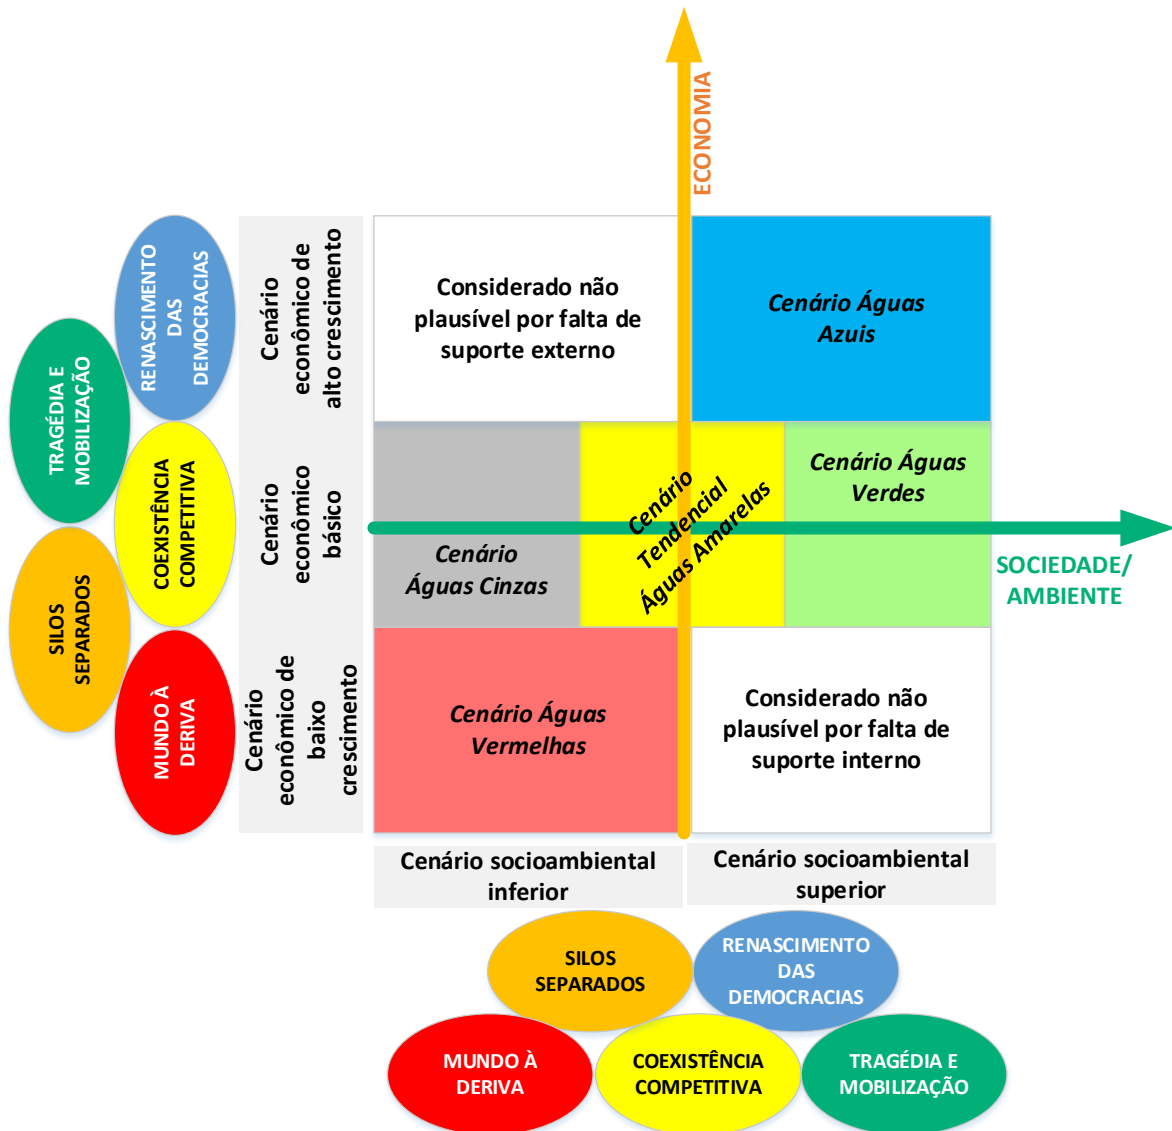 ECONOMIA
RENASCIMENTO
DAS
DEMOCRACIAS
TRAGÉDIA E
MOBILIZAÇÃO
COEXISTÊNCIA
COMPETITIVA
SILOS
SEPARADOS
MUNDO À
DERIVA
Cenário
econômico de
alto crescimento
Cenário
econômico
básico
Cenário
econômico de
baixo
crescimento
Considerado não
plausível por falta de
suporte externo
Cenário Águas
Azuis
Cenário
Águas Cinzas
Cenário
Tendencial
Águas Amarelas
Cenário Águas
Verdes
SOCIEDADE/
AMBIENTE
Cenário Águas
Vermelhas
Considerado não
plausível por falta de
suporte interno
Cenário socioambiental
inferior
Cenário socioambiental
superior
SILOS
SEPARADOS
RENASCIMENTO
DAS
DEMOCRACIAS
MUNDO À
DERIVA
COEXISTÊNCIA
COMPETITIVA
TRAGÉDIA E
MOBILIZAÇÃO